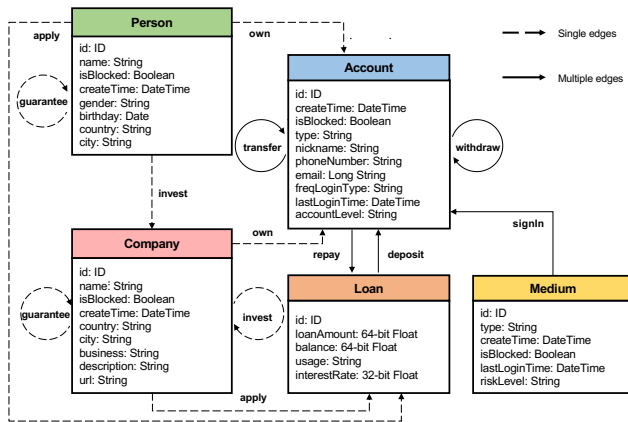 apply
Person
own
id: ID
name: String
isBlocked: Boolean
createTime: DateTime
gender: String
birthday: Date
country: String
city: String
guarantee
Single edges
Multiple edges
Account
id: ID
createTime: DateTime
isBlocked: Boolean
type: String
nickname: String
phoneNumber: String
email: Long String
freqLoginType: String
lastLoginTime: DateTime
accountLevel: String
transfer
withdraw
invest
Company
own
id: ID
name: String
isBlocked: Boolean
createTime: DateTime
country: String
city: String
business: String
description: String
url: String
guarantee
invest
repay
deposit
signIn
Loan
id: ID
loanAmount: 64-bit Float
balance: 64-bit Float
usage: String
interestRate: 32-bit Float
Medium
id: ID
type: String
createTime: DateTime
isBlocked: Boolean
lastLoginTime: DateTime
riskLevel: String
apply